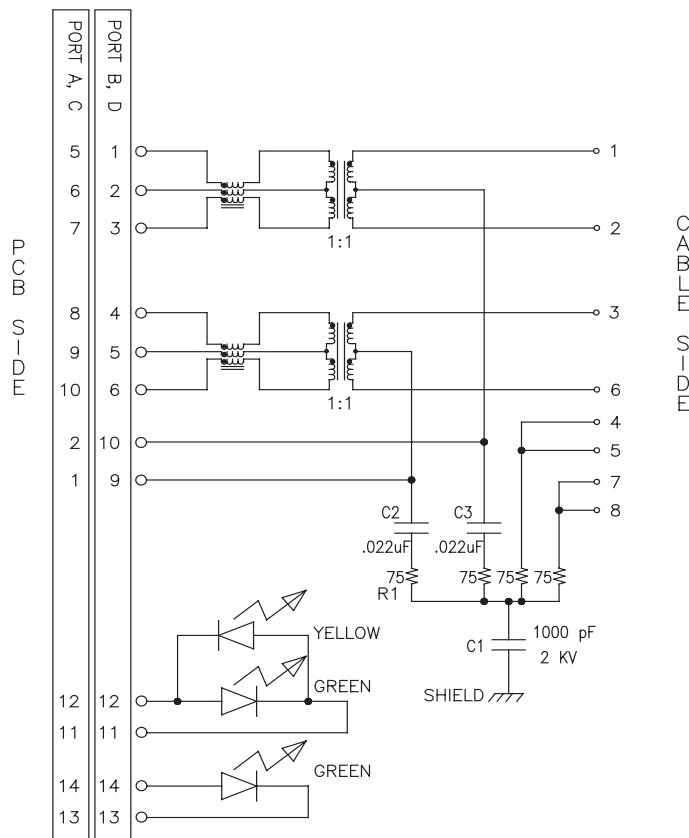 PORT A, C
PORT B, D
PCB SIDE
CABLE SIDE
5 1 1
6 2
7 3 2
1:1
8 4 3
9 5
10 6 6
1:1
4
2 10
5
1 9
7
8
C2 C3
.022uF .022uF
75 75 75 75
R1
1000 pF
C1
2 KV
YELLOW
GREEN
SHIELD
12 12
11 11
GREEN
14 14
13 13